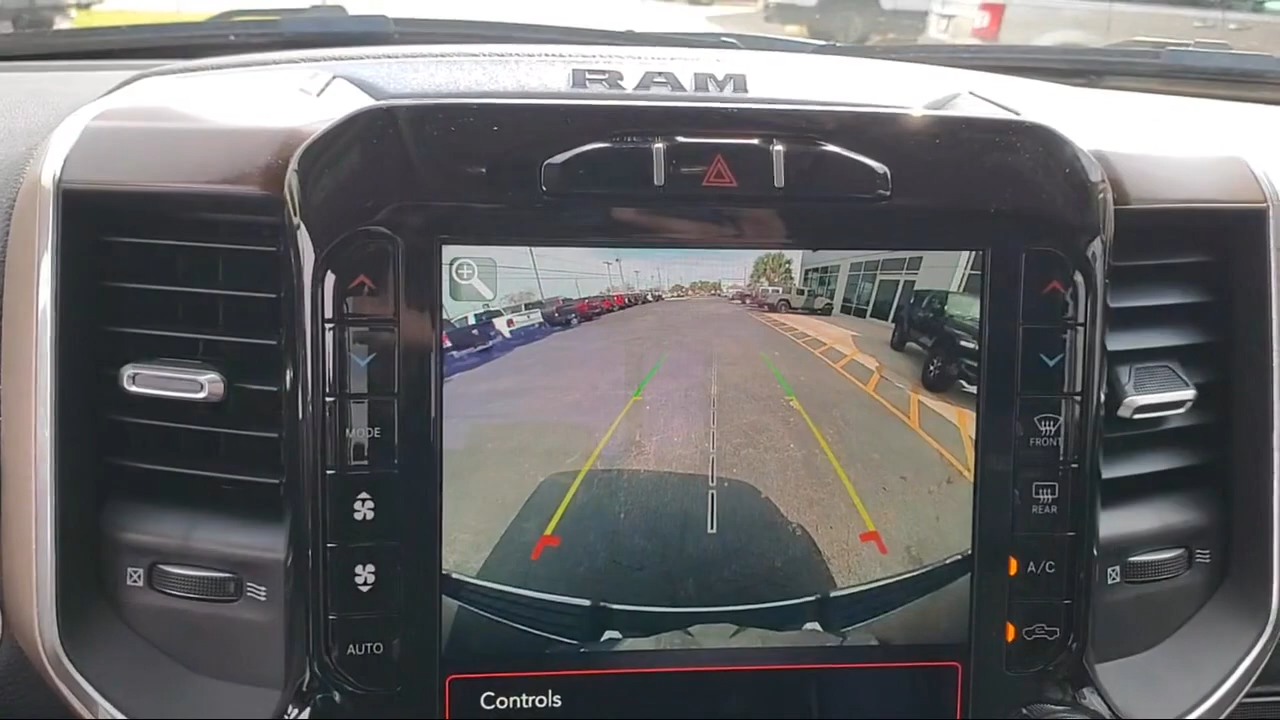 RAM
MODE
AUTO
FRONT
REAR
A/C
Controls